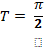 T = π/2